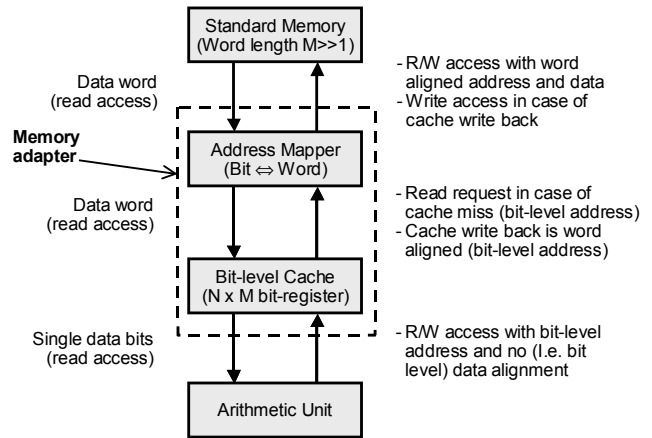 Standard Memory
(Word length M>>1)
Data word
(read access)
- R/W access with word
aligned address and data
- Write access in case of
cache write back
Memory
adapter
Address Mapper
(Bit ⇔ Word)
Data word
(read access)
- Read request in case of
cache miss (bit-level address)
- Cache write back is word
aligned (bit-level address)
Bit-level Cache
(N x M bit-register)
Single data bits
(read access)
- R/W access with bit-level
address and no (I.e. bit
level) data alignment
Arithmetic Unit